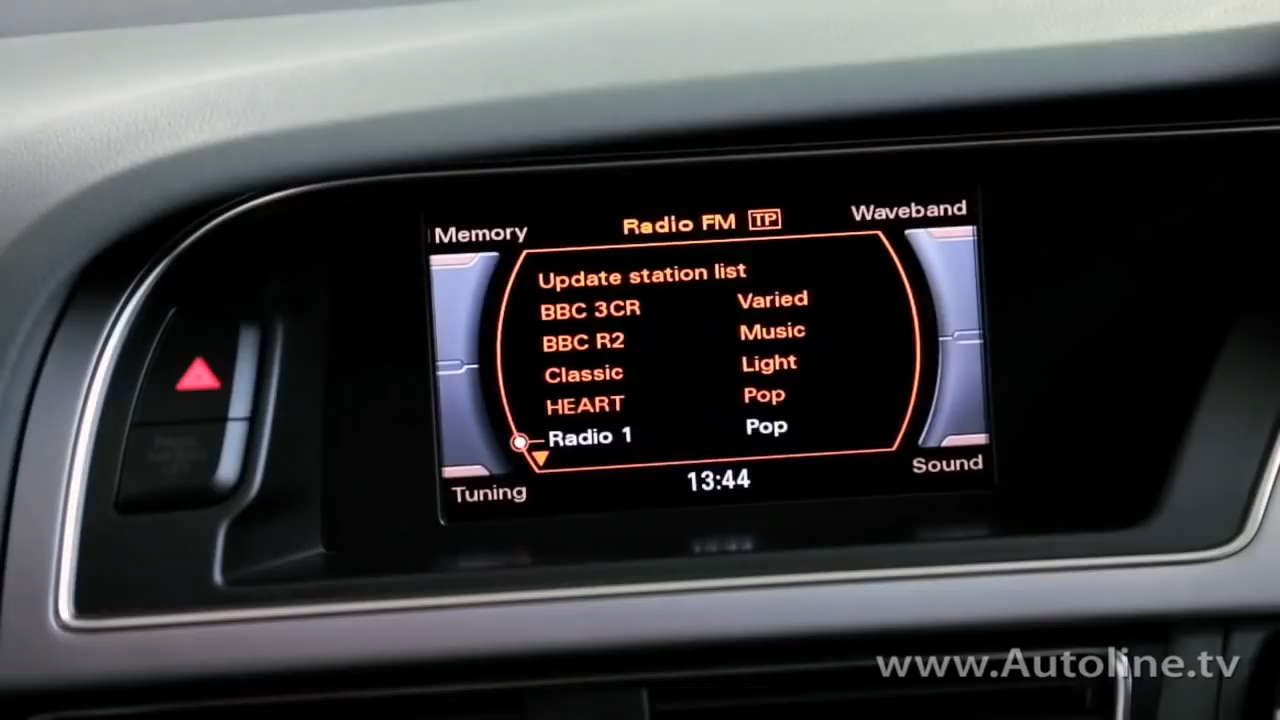 Memory
Radio FM TP
Waveband
Update station list
BBC 3CR Varied
BBC R2 Music
Classic Light
HEART Pop
Radio 1 Pop
Tuning
13:44
Sound
www.Autoline.tv